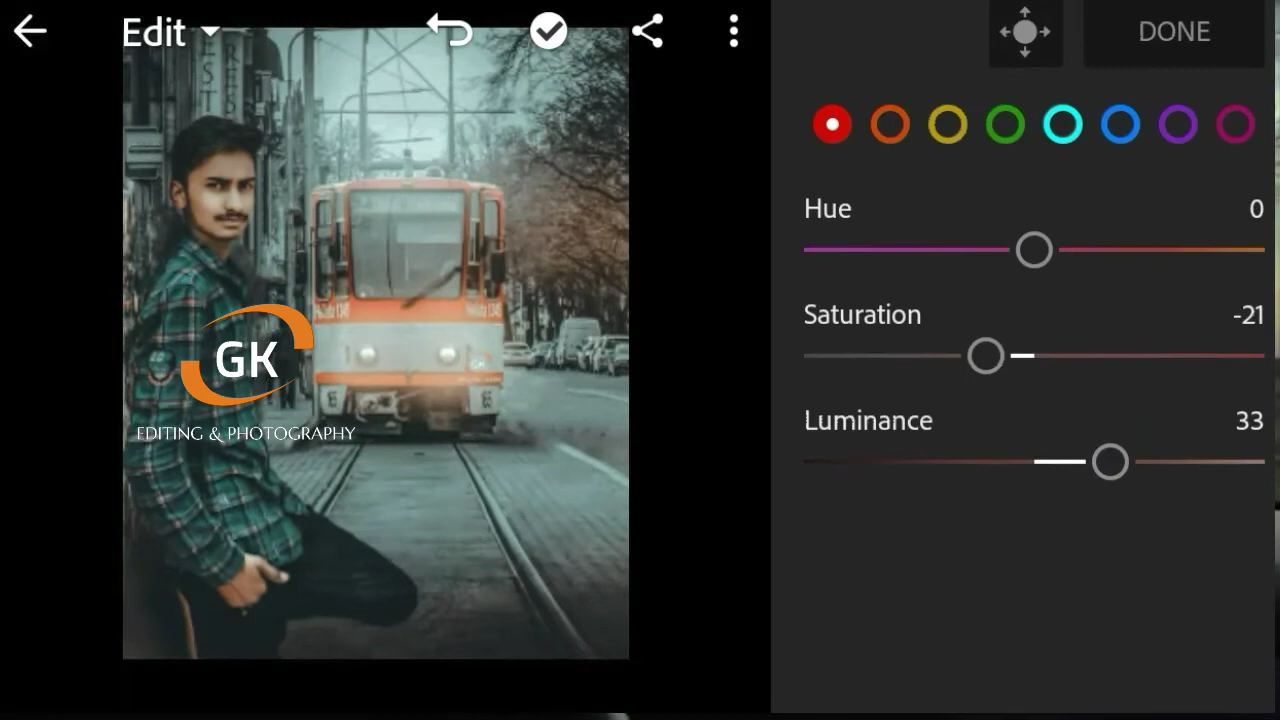 Edit
DONE
Hue 0
Saturation -21
Luminance 33
GK
EDITING & PHOTOGRAPHY